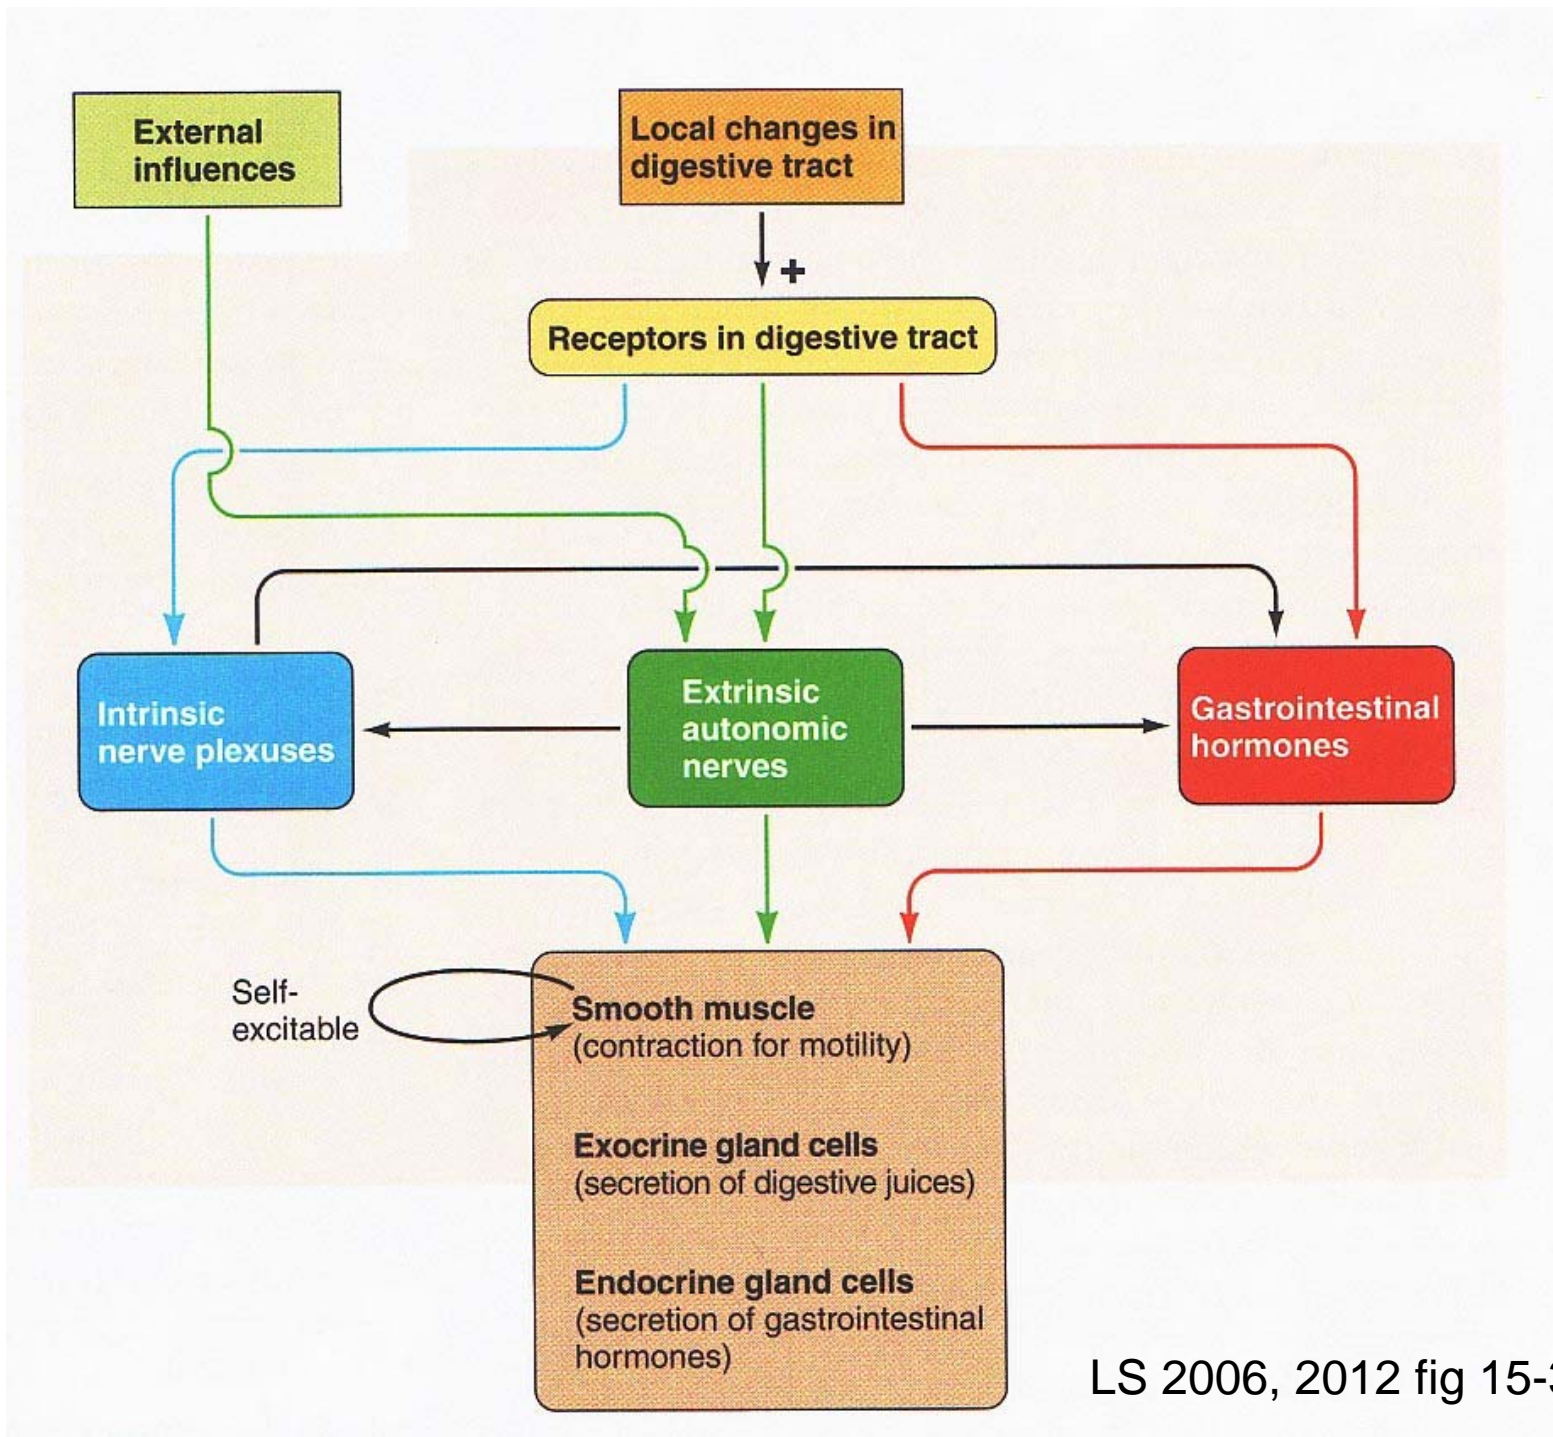 External
influences
Local changes in
digestive tract
+
Receptors in digestive tract
Intrinsic
nerve plexuses
Extrinsic
autonomic
nerves
Gastrointestinal
hormones
Self-
excitable
Smooth muscle
(contraction for motility)
Exocrine gland cells
(secretion of digestive juices)
Endocrine gland cells
(secretion of gastrointestinal
hormones)
LS 2006, 2012 fig 15-